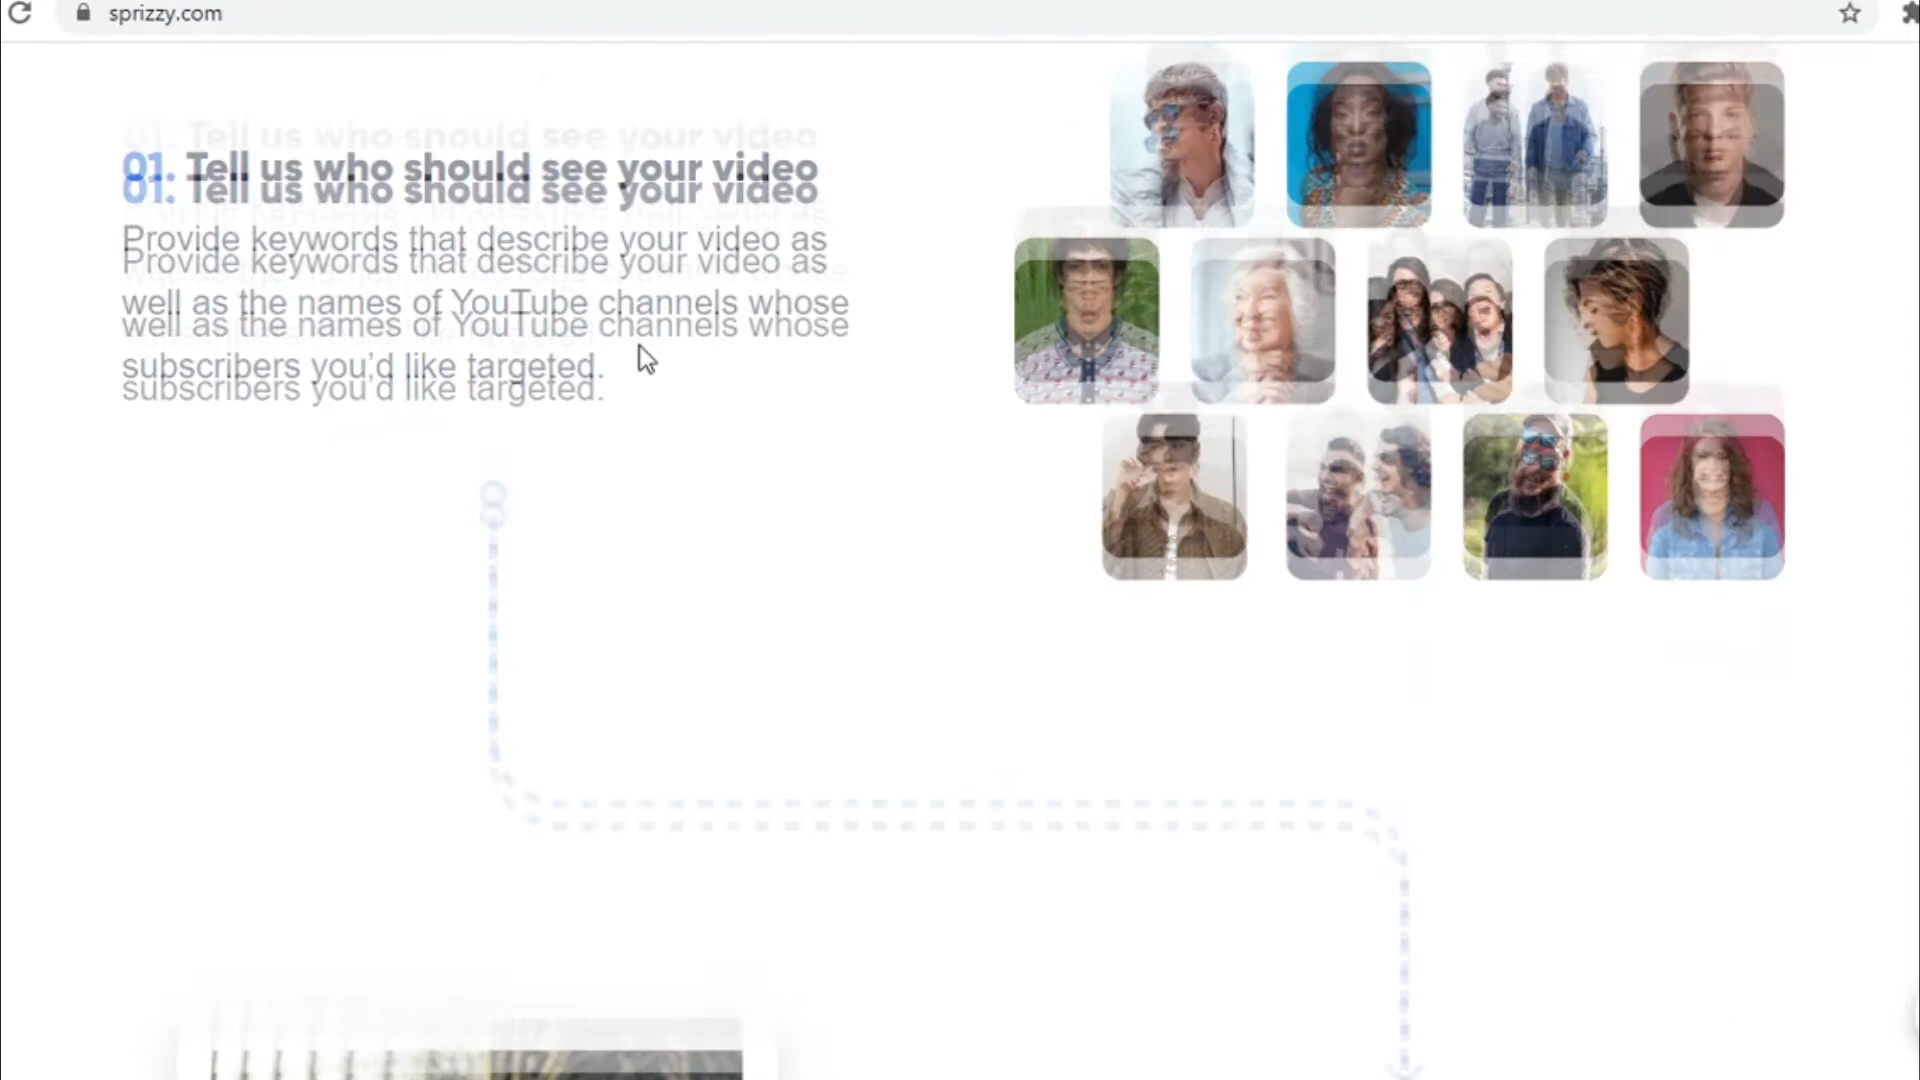 sprizzy.com
01. Tell us who should see your video
Provide keywords that describe your video as
well as the names of YouTube channels whose
subscribers you'd like targeted.